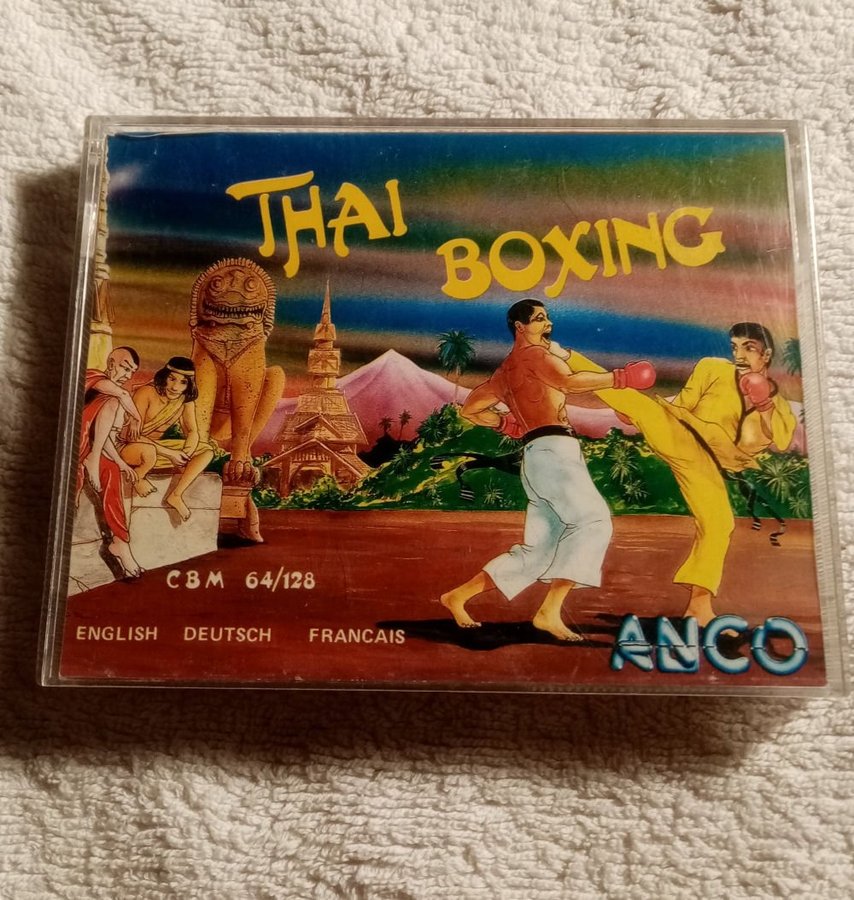 THAI BOXING
CBM 64/128
ENGLISH DEUTSCH FRANCAIS
ANCO